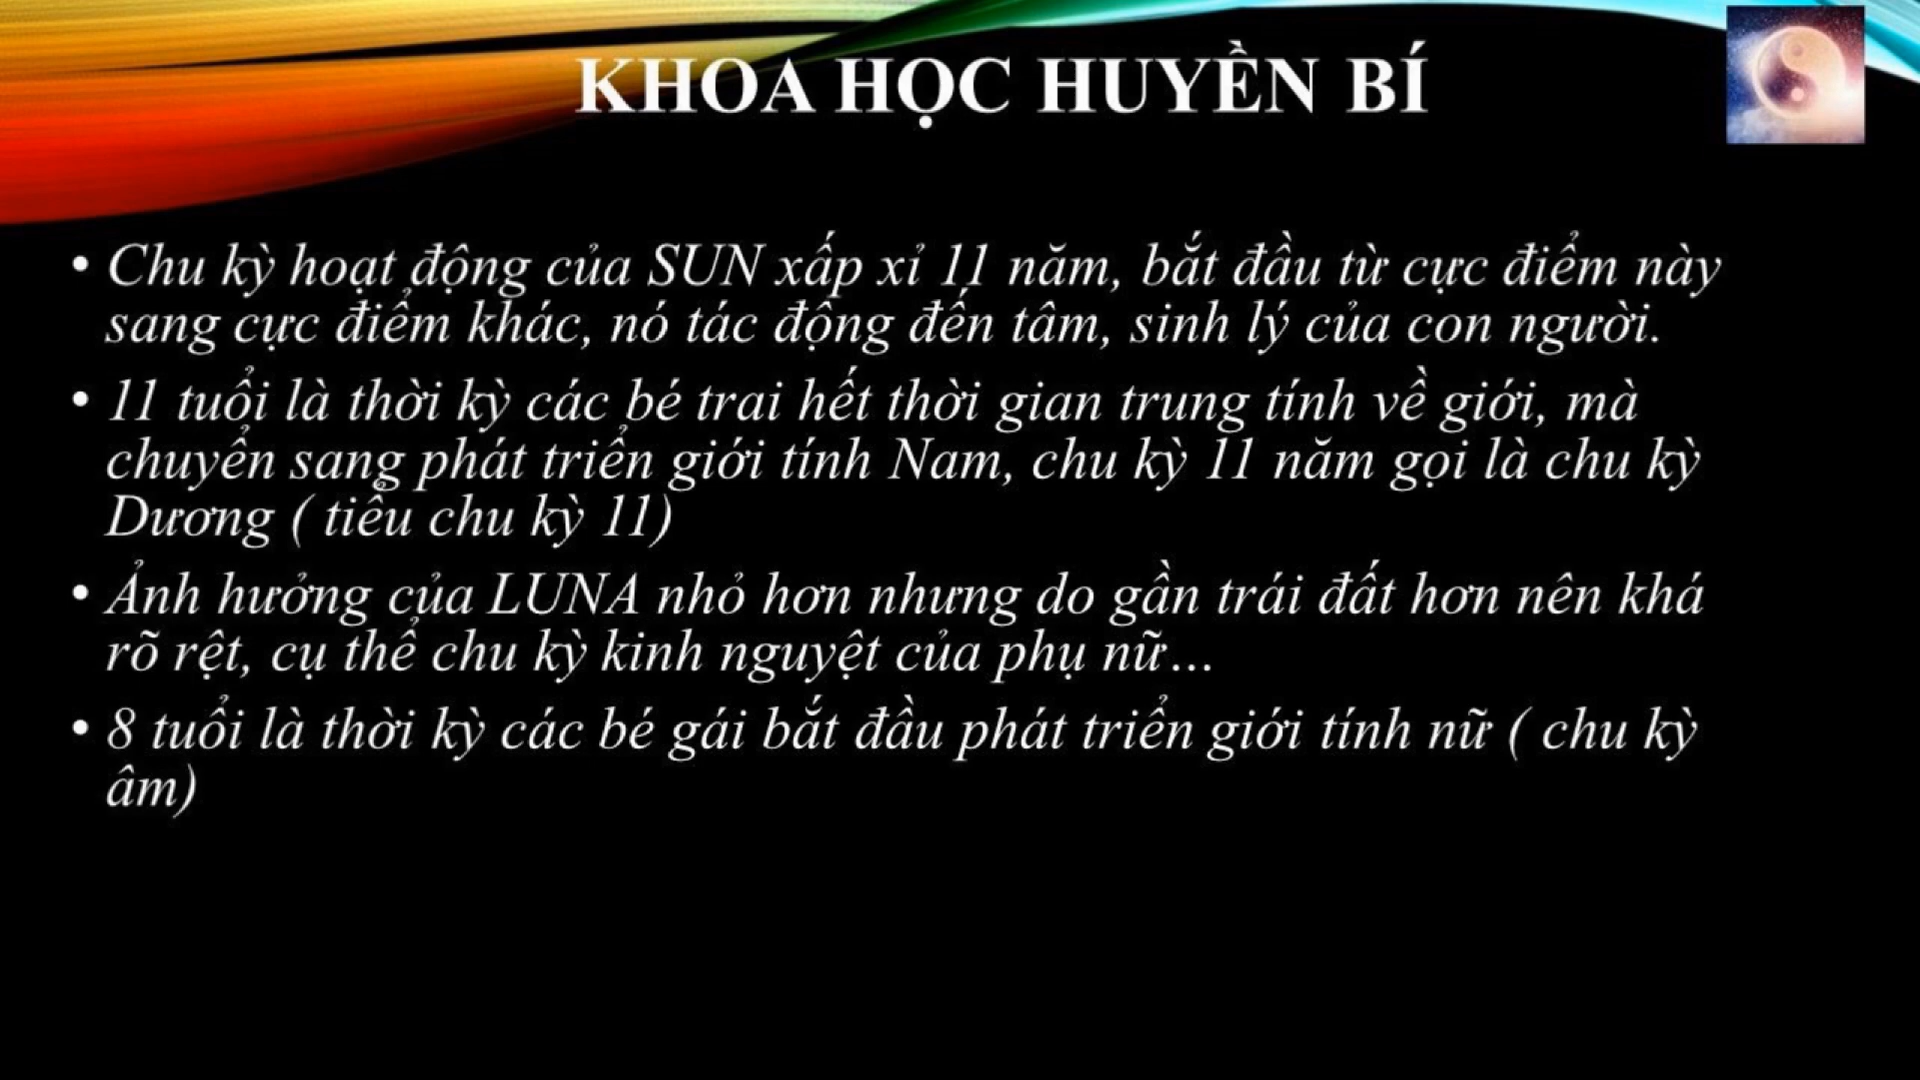 KHOA HỌC HUYỀN BÍ
• Chu kỳ hoạt động của SUN xấp xỉ 11 năm, bắt đầu từ cực điểm này
sang cực điểm khác, nó tác động đến tâm, sinh lý của con người.
• 11 tuổi là thời kỳ các bé trai hết thời gian trung tính về giới, mà
chuyển sang phát triển giới tính Nam, chu kỳ 11 năm gọi là chu kỳ
Dương ( tiểu chu kỳ 11)
• Ảnh hưởng của LUNA nhỏ hơn nhưng do gần trái đất hơn nên khá
rõ rệt, cụ thể chu kỳ kinh nguyệt của phụ nữ...
• 8 tuổi là thời kỳ các bé gái bắt đầu phát triển giới tính nữ ( chu kỳ
âm)